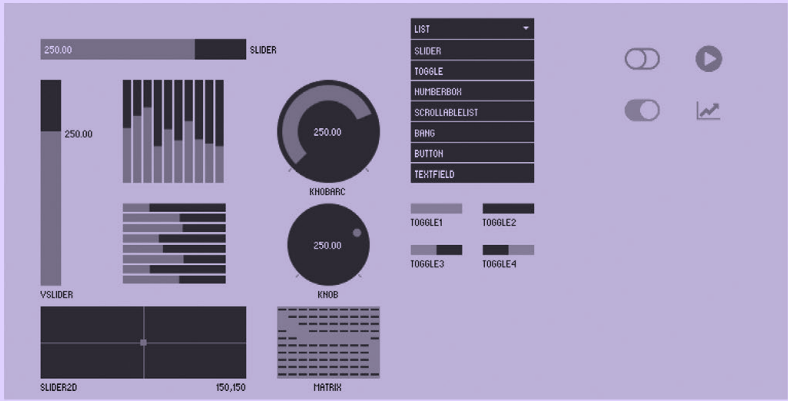 250.00 SLIDER
250.00
VSLIDER
250.00
KNOBARC
250.00
KNOB
SLIDER2D 150,150
MATRIX
LIST
SLIDER
TOGGLE
NUMBERBOX
SCROLLABLELIST
BANG
BUTTON
TEXTFIELD
TOGGLE1 TOGGLE2
TOGGLE3 TOGGLE4